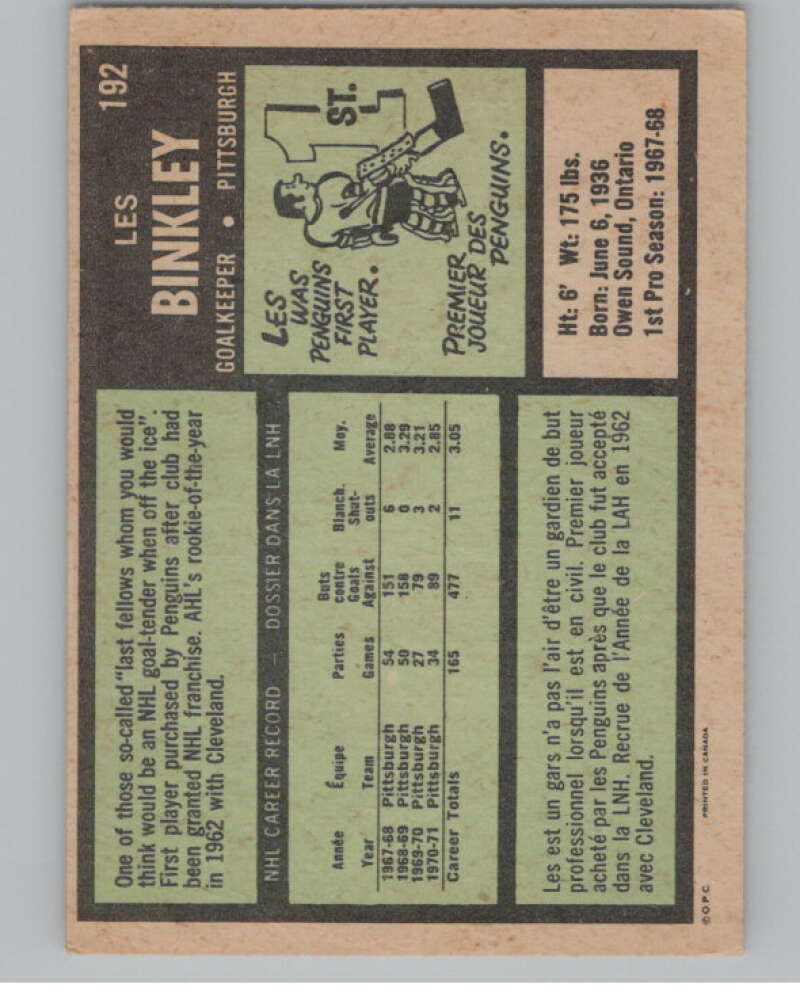 192
LES
BINKLEY
GOALKEEPER • PITTSBURGH
One of those so-called "last fellows whom you would
think would be an NHL goal-tender when off the ice".
First player purchased by Penguins after club had
been granted NHL franchise. AHL's rookie-of-the-year
in 1962 with Cleveland.
1 ST.
LES
WAS
PENGUINS
FIRST
PLAYER.
PREMIER
JOUEUR DES
PENGUINS.
NHL CAREER RECORD — DOSSIER DANS LA LNH
Année Équipe Parties Buts contre Blanch. Moy.
Year Team Games Goals Against Shut-outs Average
1967-68 Pittsburgh 54 151 6 2.88
1968-69 Pittsburgh 50 158 0 3.29
1969-70 Pittsburgh 27 79 3 3.21
1970-71 Pittsburgh 34 89 2 2.85
Career Totals 165 477 11 3.05
Ht: 6' Wt: 175 lbs.
Born: June 6, 1936
Owen Sound, Ontario
1st Pro Season: 1967-68
Les est un gars n'a pas l'air d'être un gardien de but
professionnel lorsqu'il est en civil. Premier joueur
acheté par les Penguins après que le club fut accepté
dans la LNH. Recrue de l'Année de la LAH en 1962
avec Cleveland.
© O.P.C. PRINTED IN CANADA